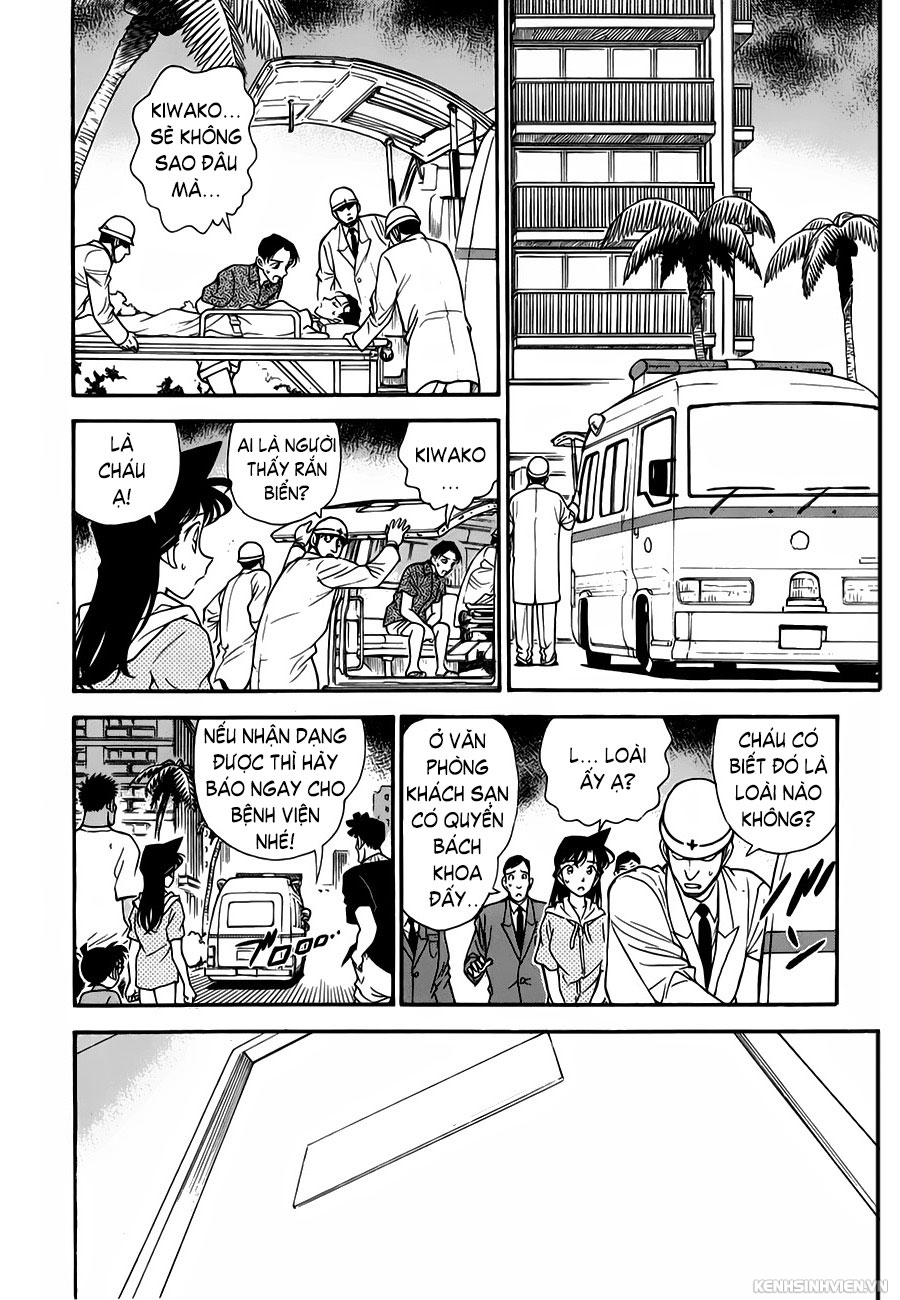 KIWAKO...
SẼ KHÔNG
SAO ĐÂU
MÀ...
KIWAKO
...
AI LÀ NGƯỜI
THẤY RẮN
BIỂN?
LÀ
CHÁU
Ạ!
CHÁU CÓ
BIẾT ĐÓ LÀ
LOÀI NÀO
KHÔNG?
L... LOÀI
ẤY Ạ?
Ở VĂN
PHÒNG
KHÁCH SẠN
CÓ QUYỂN
BÁCH
KHOA
ĐẤY..
NẾU NHẬN DẠNG
ĐƯỢC THÌ HÃY
BÁO NGAY CHO
BỆNH VIỆN
NHÉ!
KENHSINHVIEN.VN